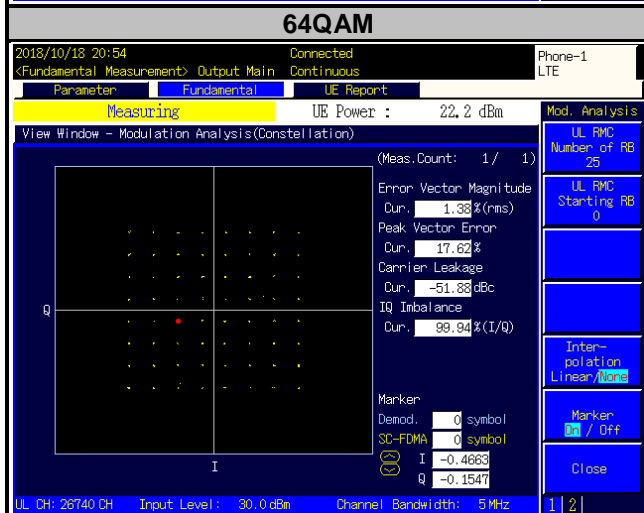 64QAM
2018/10/18 20:54 Connected Phone-1
<Fundamental Measurement> Output Main Continuous LTE
Parameter Fundamental UE Report
Measuring UE Power : 22.2 dBm Mod. Analysis
View Window - Modulation Analysis(Constellation)
UL RMC
Number of RB
25
(Meas.Count: 1/ 1)
Error Vector Magnitude
Cur. 1.38 %(rms)
Peak Vector Error
Cur. 17.62 %
Carrier Leakage
Cur. -51.88 dBc
IQ Imbalance
Cur. 99.94 %(I/Q)
UL RMC
Starting RB
0
Q
I
Inter-
polation
Linear/None
Marker
Demod. 0 symbol
SC-FDMA 0 symbol
I -0.4663
Q -0.1547
Marker
On / Off
Close
UL CH: 26740 CH Input Level: 30.0 dBm Channel Bandwidth: 5 MHz 1 2